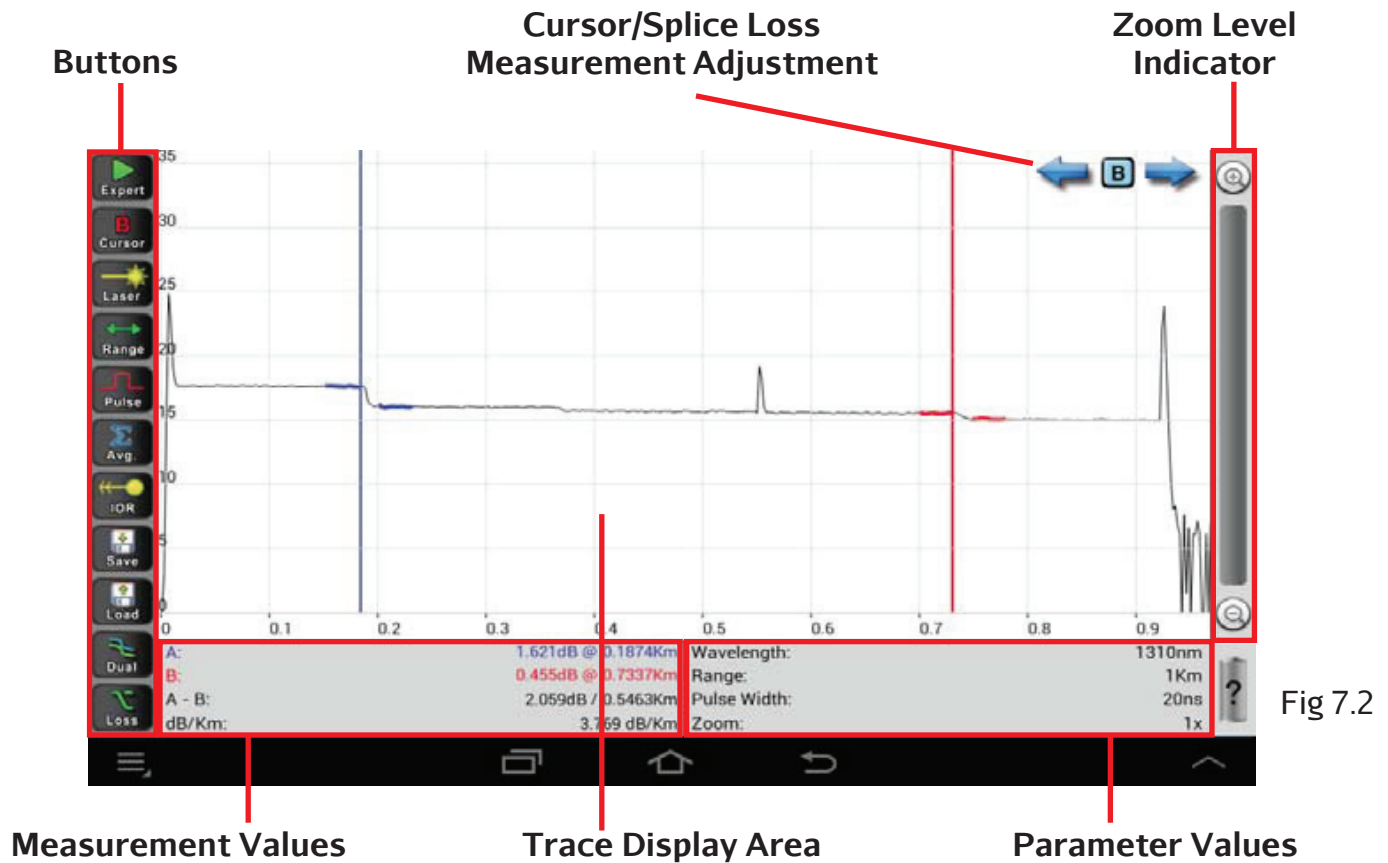 Buttons
Cursor/Splice Loss
Measurement Adjustment
Zoom Level
Indicator
Expert
B
Cursor
Laser
Range
Pulse
Σ
Avg.
IOR
Save
Load
Dual
Loss
35
30
25
20
15
10
5
0
B
0 0.1 0.2 0.3 0.4 0.5 0.6 0.7 0.8 0.9
A: 1.621dB @ 0.1874Km
B: 0.455dB @ 0.7337Km
A - B: 2.059dB / 0.5463Km
dB/Km: 3.769 dB/Km
Wavelength: 1310nm
Range: 1Km
Pulse Width: 20ns
Zoom: 1x
?
Fig 7.2
Measurement Values
Trace Display Area
Parameter Values